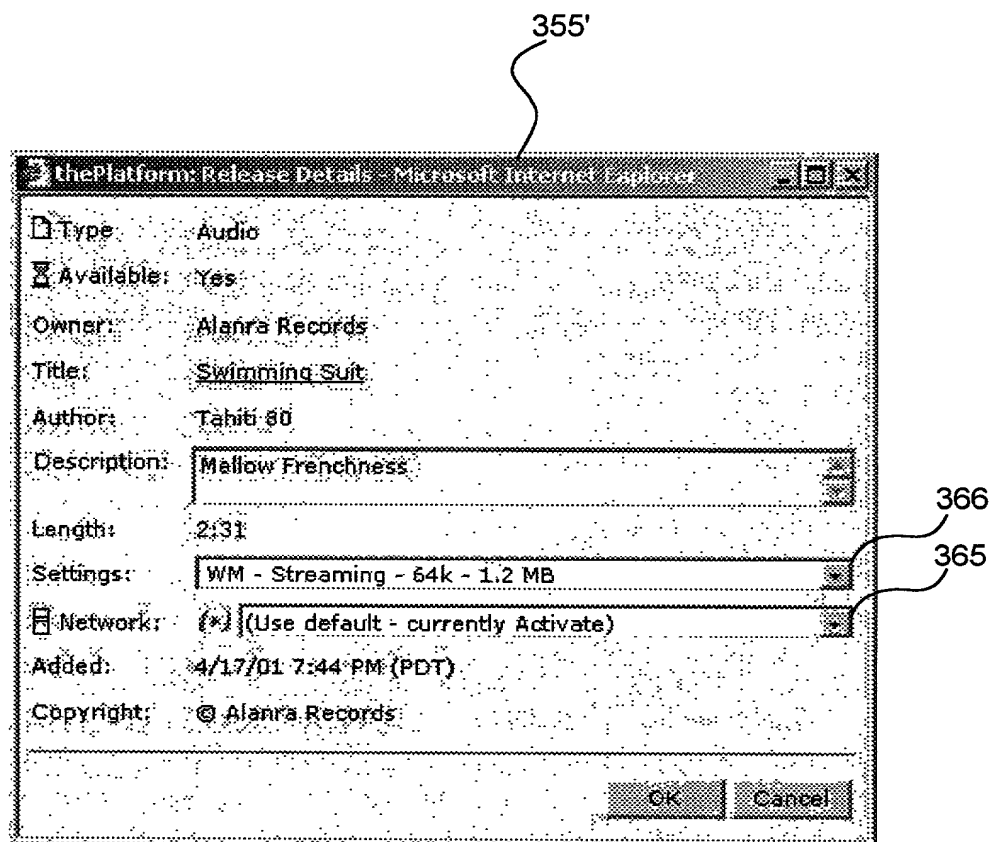 355'
thePlatform: Release Details - Microsoft Internet Explorer
Type Audio
Available: Yes
Owner: Alanra Records
Title: Swimming Suit
Author: Tahiti 80
Description: Mellow Frenchness
Length: 2:31
366
Settings: WM - Streaming - 64k - 1.2 MB
365
Network: (*) (Use default - currently Activate)
Added: 4/17/01 7:44 PM (PDT)
Copyright: © Alanra Records
OK Cancel